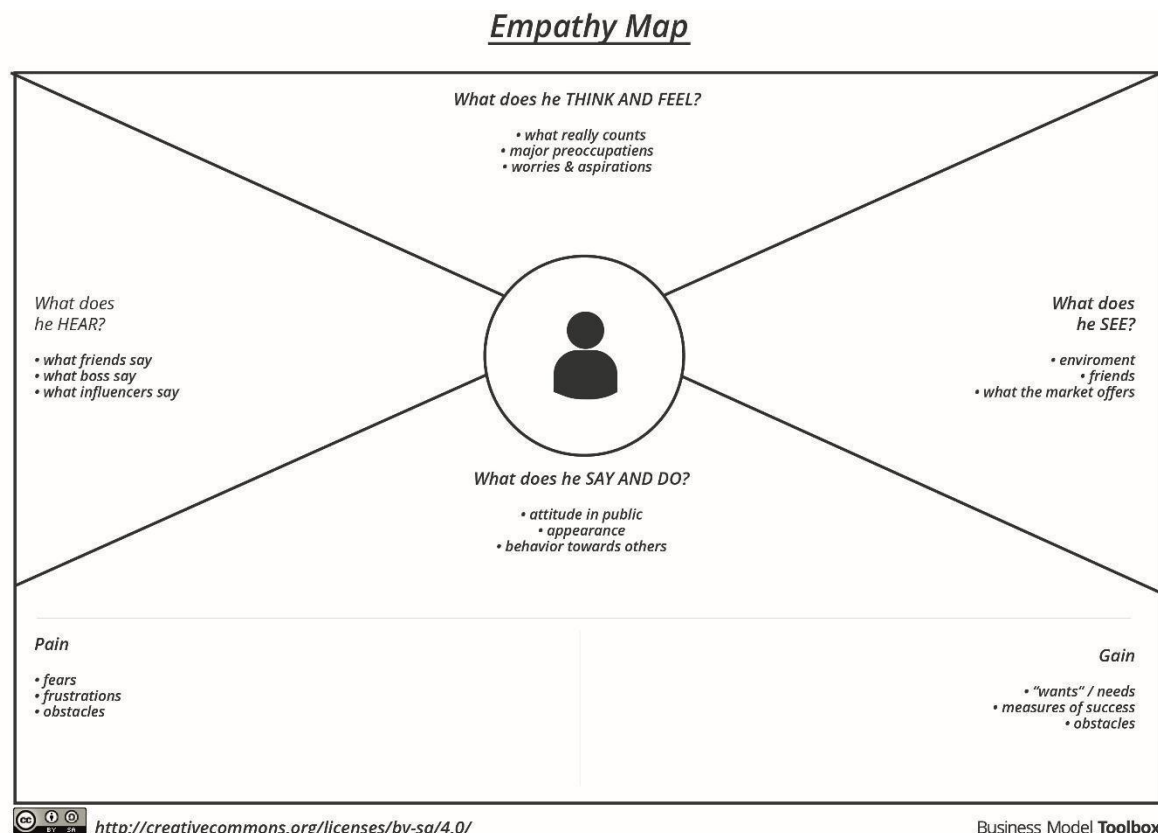 Empathy Map
What does he THINK AND FEEL?
• what really counts
• major preoccupatiens
• worries & aspirations
What does
he HEAR?
• what friends say
• what boss say
• what influencers say
What does
he SEE?
• enviroment
• friends
• what the market offers
What does he SAY AND DO?
• attitude in public
• appearance
• behavior towards others
Pain
• fears
• frustrations
• obstacles
Gain
• “wants” / needs
• measures of success
• obstacles
cc BY SA
http://creativecommons.org/licenses/by-sa/4.0/
Business Model Toolbox